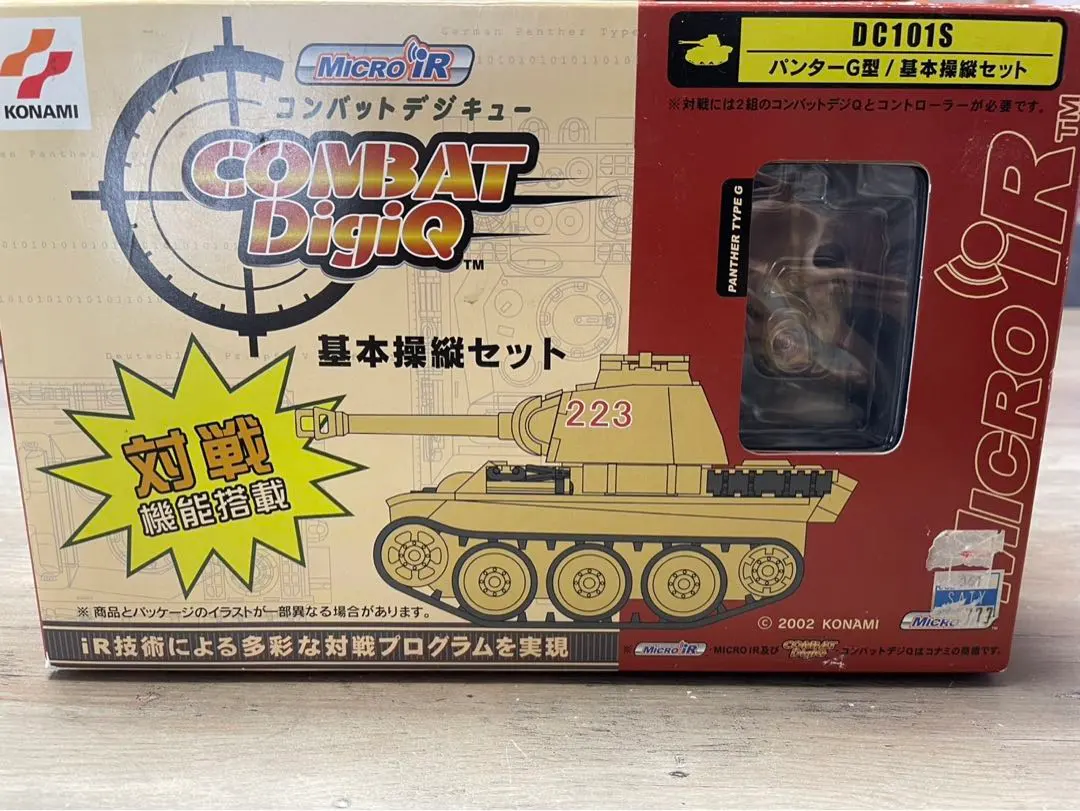 KONAMI
German Panther Type
MICRO iR
コンバットデジキュー
COMBAT
DigiQ
TM
基本操縦セット
対戦
機能搭載
223
※商品とパッケージのイラストが一部異なる場合があります。
iR技術による多彩な対戦プログラムを実現
DC101S
パンターG型/基本操縦セット
※対戦には2組のコンバットデジQとコントローラーが必要です。
PANTHER TYPE G
MICRO iR
TM
SATY
© 2002 KONAMI
※ MICRO iR・MICRO IR及び COMBAT DigiQ・コンバットデジQはコナミの商標です。